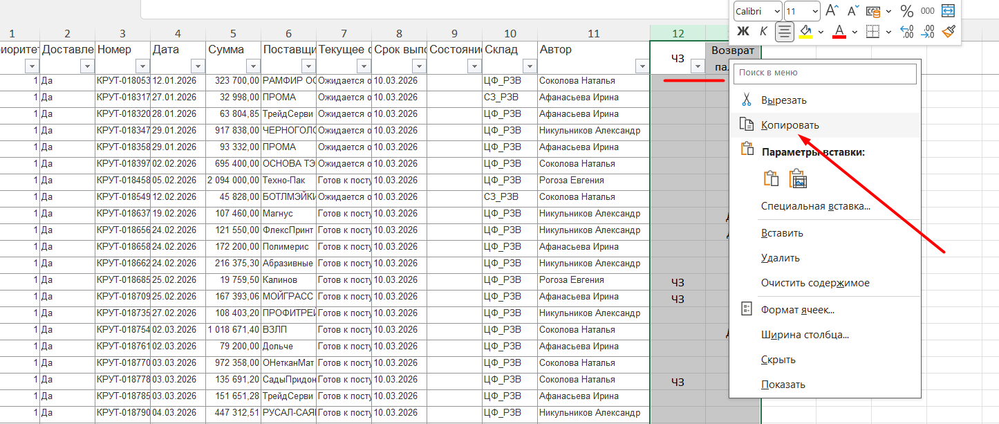 Calibri 11 % 000
Ж К А ,00 ,00
1 2 3 4 5 6 7 8 9 10 11 12
Доставле Номер Дата Сумма Поставщи Текущее Срок выпо Состояни Склад Автор ЧЗ Возврат
1 Да КРУТ-018053 12.01.2026 323 700,00 РАМФИР ОО Ожидается о 10.03.2026 ЦФ_РЗВ Соколова Наталья
1 Да КРУТ-018317 27.01.2026 32 998,00 ПРОМА Ожидается о 10.03.2026 СЗ_РЗВ Афанасьева Ирина
1 Да КРУТ-018320 28.01.2026 63 804,85 ТрейдСерви Ожидается о 10.03.2026 ЦФ_РЗВ Афанасьева Ирина
1 Да КРУТ-018347 29.01.2026 917 838,00 ЧЕРНОГОЛО Ожидается о 10.03.2026 ЦФ_РЗВ Никульников Александр
1 Да КРУТ-018358 29.01.2026 93 332,00 ПРОМА Ожидается о 10.03.2026 ЦФ_РЗВ Афанасьева Ирина
1 Да КРУТ-018397 02.02.2026 695 400,00 ОСНОВА ТЭ Ожидается о 10.03.2026 ЦФ_РЗВ Соколова Наталья
1 Да КРУТ-018458 05.02.2026 2 094 000,00 Техно-Пак Готов к посту 10.03.2026 ЦФ_РЗВ Рогоза Евгения
1 Да КРУТ-018549 12.02.2026 45 828,00 БОТЛМЭЙКИ Ожидается о 10.03.2026 СЗ_РЗВ Соколова Наталья
1 Да КРУТ-018637 19.02.2026 107 460,00 Магнус Готов к посту 10.03.2026 ЦФ_РЗВ Никульников Александр
1 Да КРУТ-018656 24.02.2026 121 550,00 ФлексПринт Готов к посту 10.03.2026 ЦФ_РЗВ Никульников Александр
1 Да КРУТ-018658 24.02.2026 172 200,00 Полимерис Готов к посту 10.03.2026 ЦФ_РЗВ Афанасьева Ирина
1 Да КРУТ-018662 24.02.2026 216 375,30 Абразивные Готов к посту 10.03.2026 ЦФ_РЗВ Никульников Александр
1 Да КРУТ-018685 25.02.2026 19 759,50 Калинов Готов к посту 10.03.2026 ЦФ_РЗВ Рогоза Евгения ЧЗ
1 Да КРУТ-018709 25.02.2026 167 393,06 МОЙГРАСС Готов к посту 10.03.2026 ЦФ_РЗВ Афанасьева Ирина ЧЗ
1 Да КРУТ-018735 27.02.2026 108 403,20 ПРОФИТРЕЙ Готов к посту 10.03.2026 ЦФ_РЗВ Никульников Александр
1 Да КРУТ-018754 02.03.2026 1 018 671,40 ВЗЛП Готов к посту 10.03.2026 ЦФ_РЗВ Соколова Наталья
1 Да КРУТ-018761 02.03.2026 79 200,00 Дольче Готов к посту 10.03.2026 ЦФ_РЗВ Афанасьева Ирина
1 Да КРУТ-018770 03.03.2026 972 358,00 ОНетканМат Готов к посту 10.03.2026 ЦФ_РЗВ Соколова Наталья
1 Да КРУТ-018778 03.03.2026 135 691,20 СадыПридон Готов к посту 10.03.2026 ЦФ_РЗВ Соколова Наталья ЧЗ
1 Да КРУТ-018785 03.03.2026 151 651,28 ТрейдСерви Готов к посту 10.03.2026 ЦФ_РЗВ Афанасьева Ирина
1 Да КРУТ-018790 04.03.2026 447 312,51 РУСАЛ-САЯН Готов к посту 10.03.2026 ЦФ_РЗВ Никульников Александр
Поиск в меню
Вырезать
Копировать
Параметры вставки:
Специальная вставка...
Вставить
Удалить
Очистить содержимое
Формат ячеек...
Ширина столбца...
Скрыть
Показать